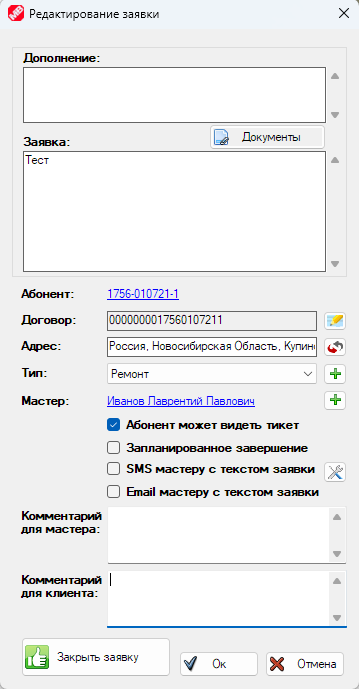 Редактирование заявки
Дополнение:
Документы
Заявка:
Тест
Абонент: 1756-010721-1
Договор: 0000000017560107211
Адрес: Россия, Новосибирская Область, Купин
Тип: Ремонт
Мастер: Иванов Лаврентий Павлович
Абонент может видеть тикет
Запланированное завершение
SMS мастеру с текстом заявки
Email мастеру с текстом заявки
Комментарий
для мастера:
Комментарий
для клиента:
Закрыть заявку Ок Отмена